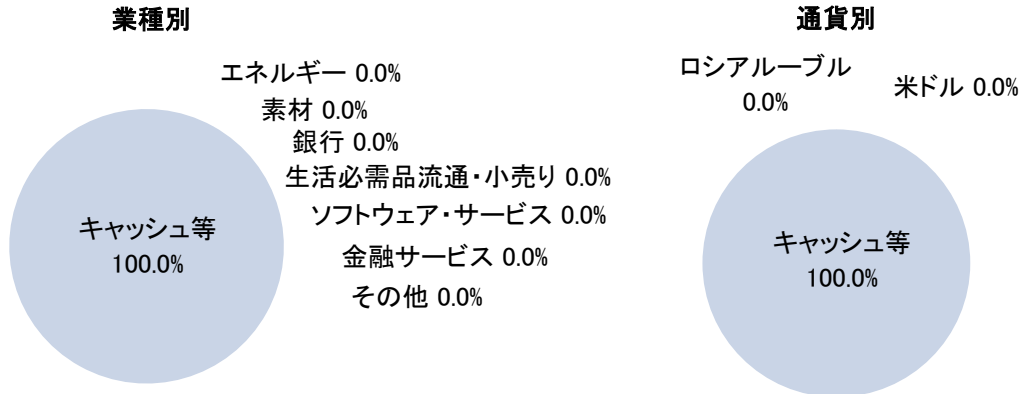 業種別
エネルギー 0.0%
素材 0.0%
銀行 0.0%
生活必需品流通・小売り 0.0%
ソフトウェア・サービス 0.0%
金融サービス 0.0%
その他 0.0%
キャッシュ等
100.0%
通貨別
ロシアルーブル
0.0%
米ドル 0.0%
キャッシュ等
100.0%